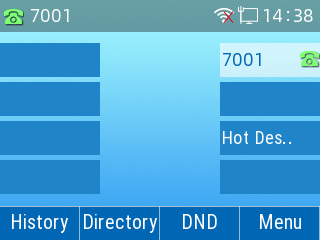 7001 14:38
7001
Hot Des..
History Directory DND Menu